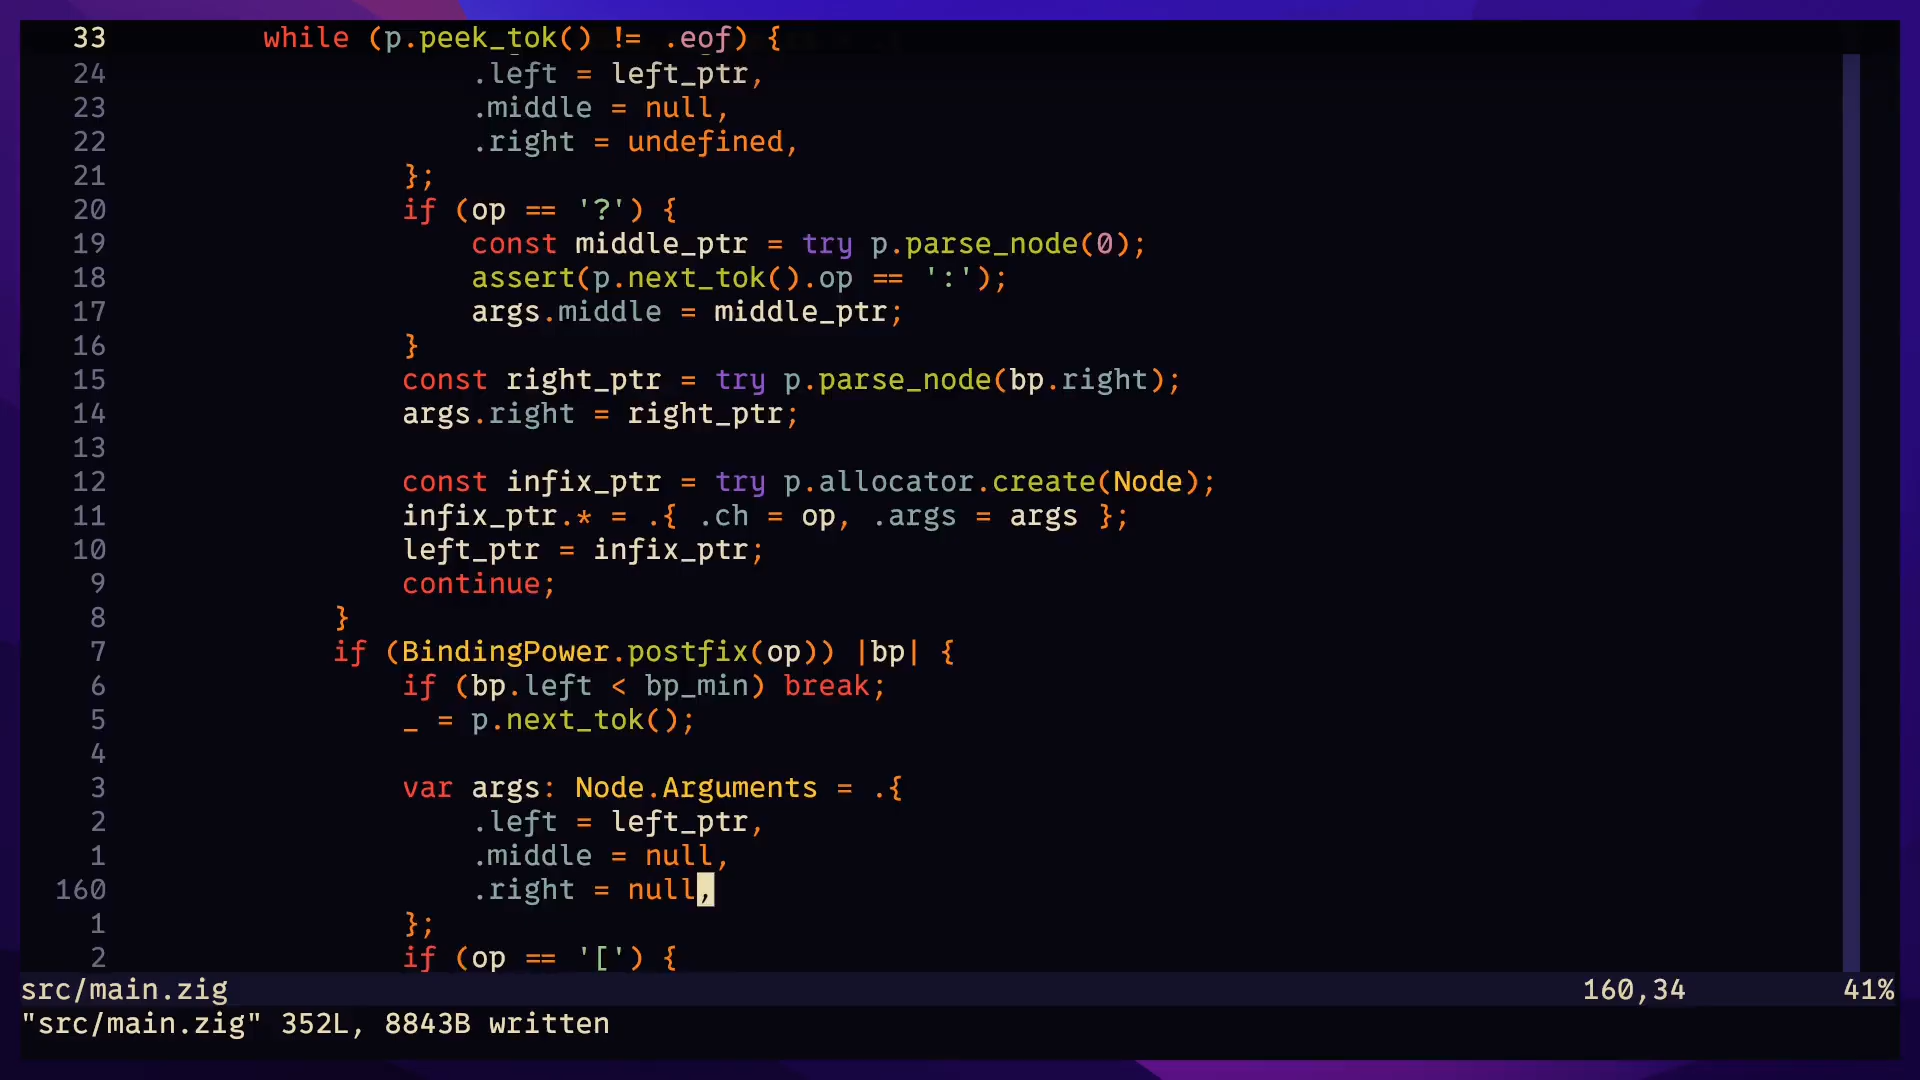 33 while (p.peek_tok() != .eof) {
24 .left = left_ptr,
23 .middle = null,
22 .right = undefined,
21 };
20 if (op == '?') {
19 const middle_ptr = try p.parse_node(0);
18 assert(p.next_tok().op == ':');
17 args.middle = middle_ptr;
16 }
15 const right_ptr = try p.parse_node(bp.right);
14 args.right = right_ptr;
13
12 const infix_ptr = try p.allocator.create(Node);
11 infix_ptr.* = .{ .ch = op, .args = args };
10 left_ptr = infix_ptr;
9 continue;
8 }
7 if (BindingPower.postfix(op)) |bp| {
6 if (bp.left < bp_min) break;
5 _ = p.next_tok();
4
3 var args: Node.Arguments = .{
2 .left = left_ptr,
1 .middle = null,
160 .right = null,
1 };
2 if (op == '[') {
src/main.zig 160,34 41%
"src/main.zig" 352L, 8843B written